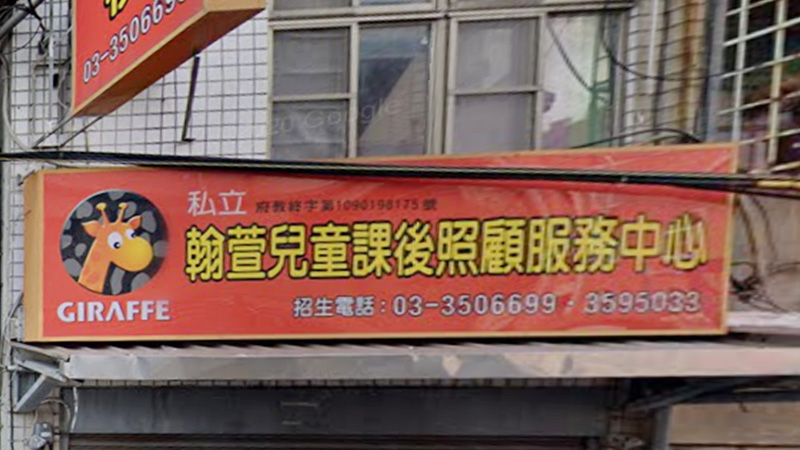 03-350669
私立 府教終字第1090198175號
翰萱兒童課後照顧服務中心
GIRAFFE
招生電話：03-3506699・3595033